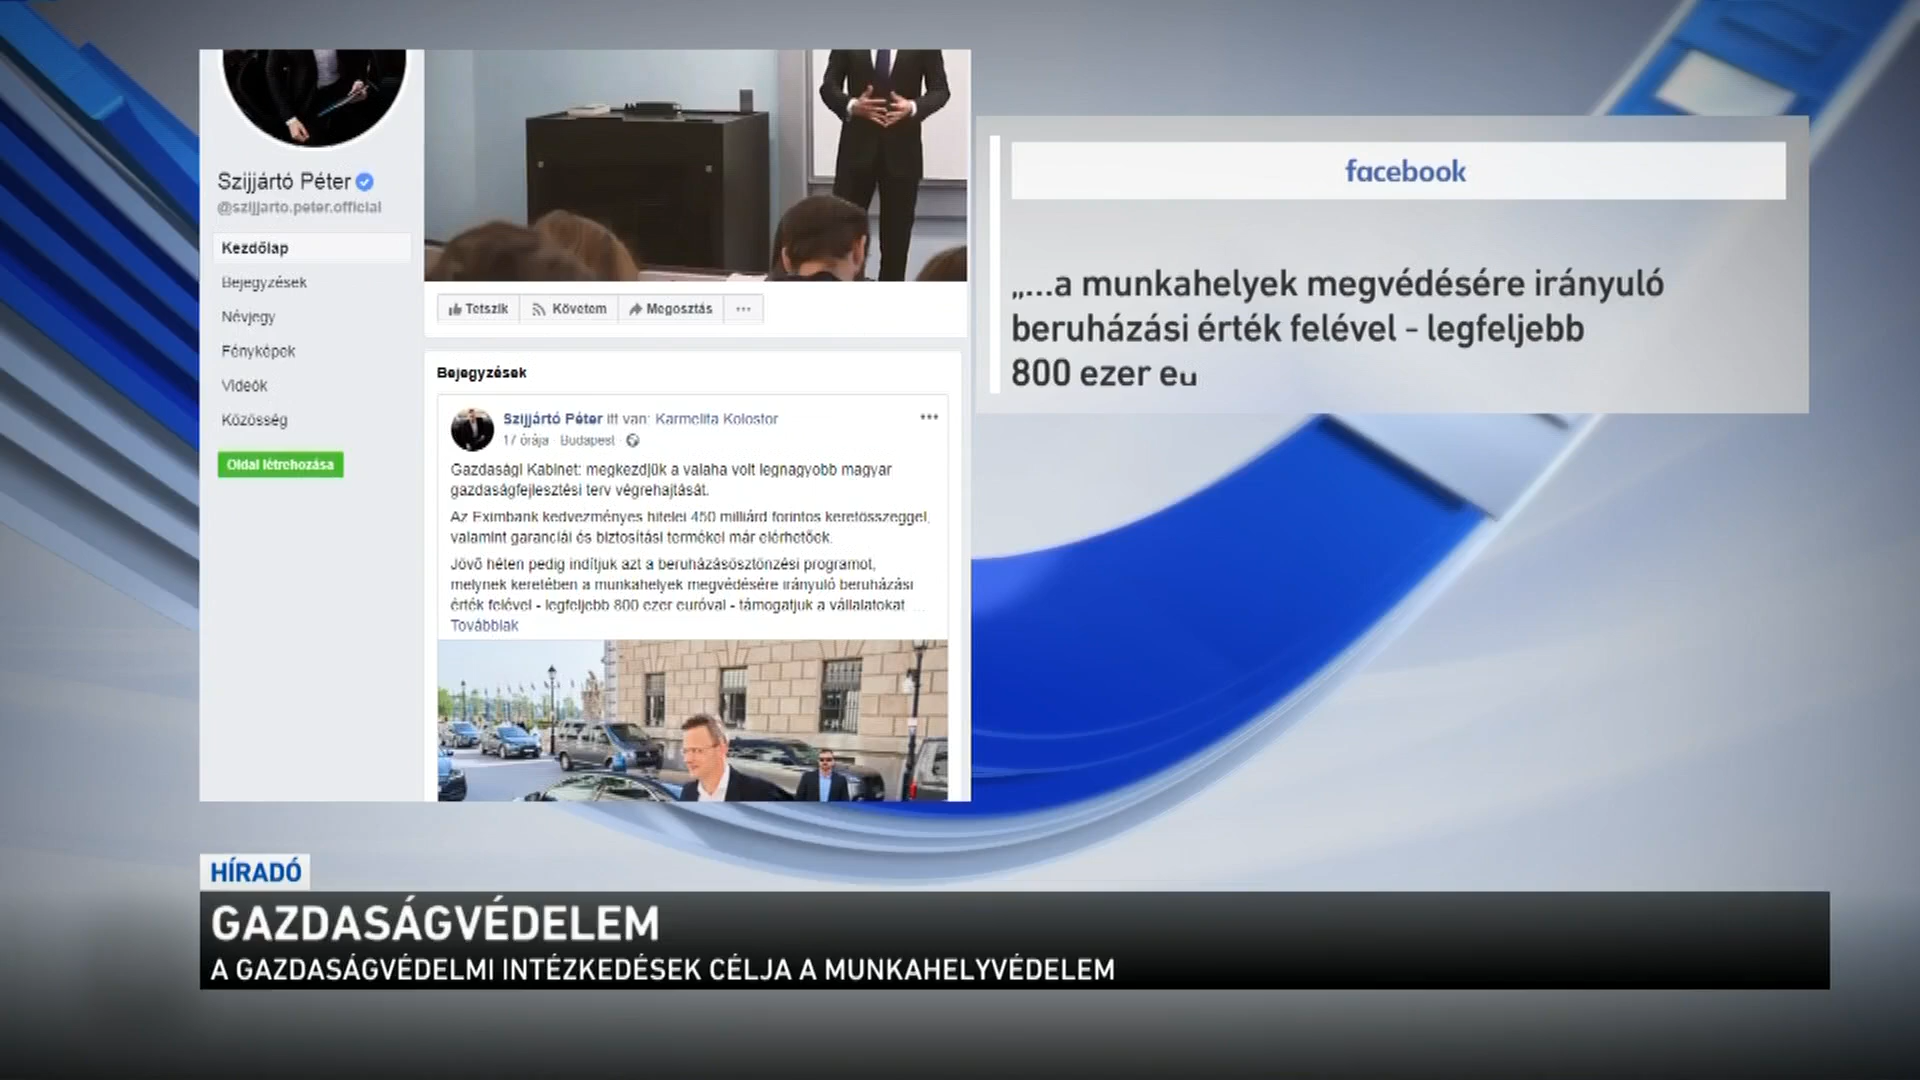 Szijjártó Péter
@szijjarto.peter.official
Kezdőlap
Bejegyzések
Névjegy
Fényképek
Videók
Közösség
Oldal létrehozása
Tetszik
Követem
Megosztás
Bejegyzések
Szijjártó Péter itt van: Karmelita Kolostor
17 órája · Budapest ·
Gazdasági Kabinet: megkezdjük a valaha volt legnagyobb magyar
gazdaságfejlesztési terv végrehajtását.
Az Eximbank kedvezményes hitelei 450 milliárd forintos keretösszeggel,
valamint garanciái és biztosítási termékei már elérhetőek.
Jövő héten pedig indítjuk azt a beruházásösztönzési programot,
melynek keretében a munkahelyek megvédésére irányuló beruházási
érték felével - legfeljebb 800 ezer euróval - támogatjuk a vállalatokat ...
Továbbiak
facebook
„...a munkahelyek megvédésére irányuló
beruházási érték felével - legfeljebb
800 ezer eu
HÍRADÓ
GAZDASÁGVÉDELEM
A GAZDASÁGVÉDELMI INTÉZKEDÉSEK CÉLJA A MUNKAHELYVÉDELEM